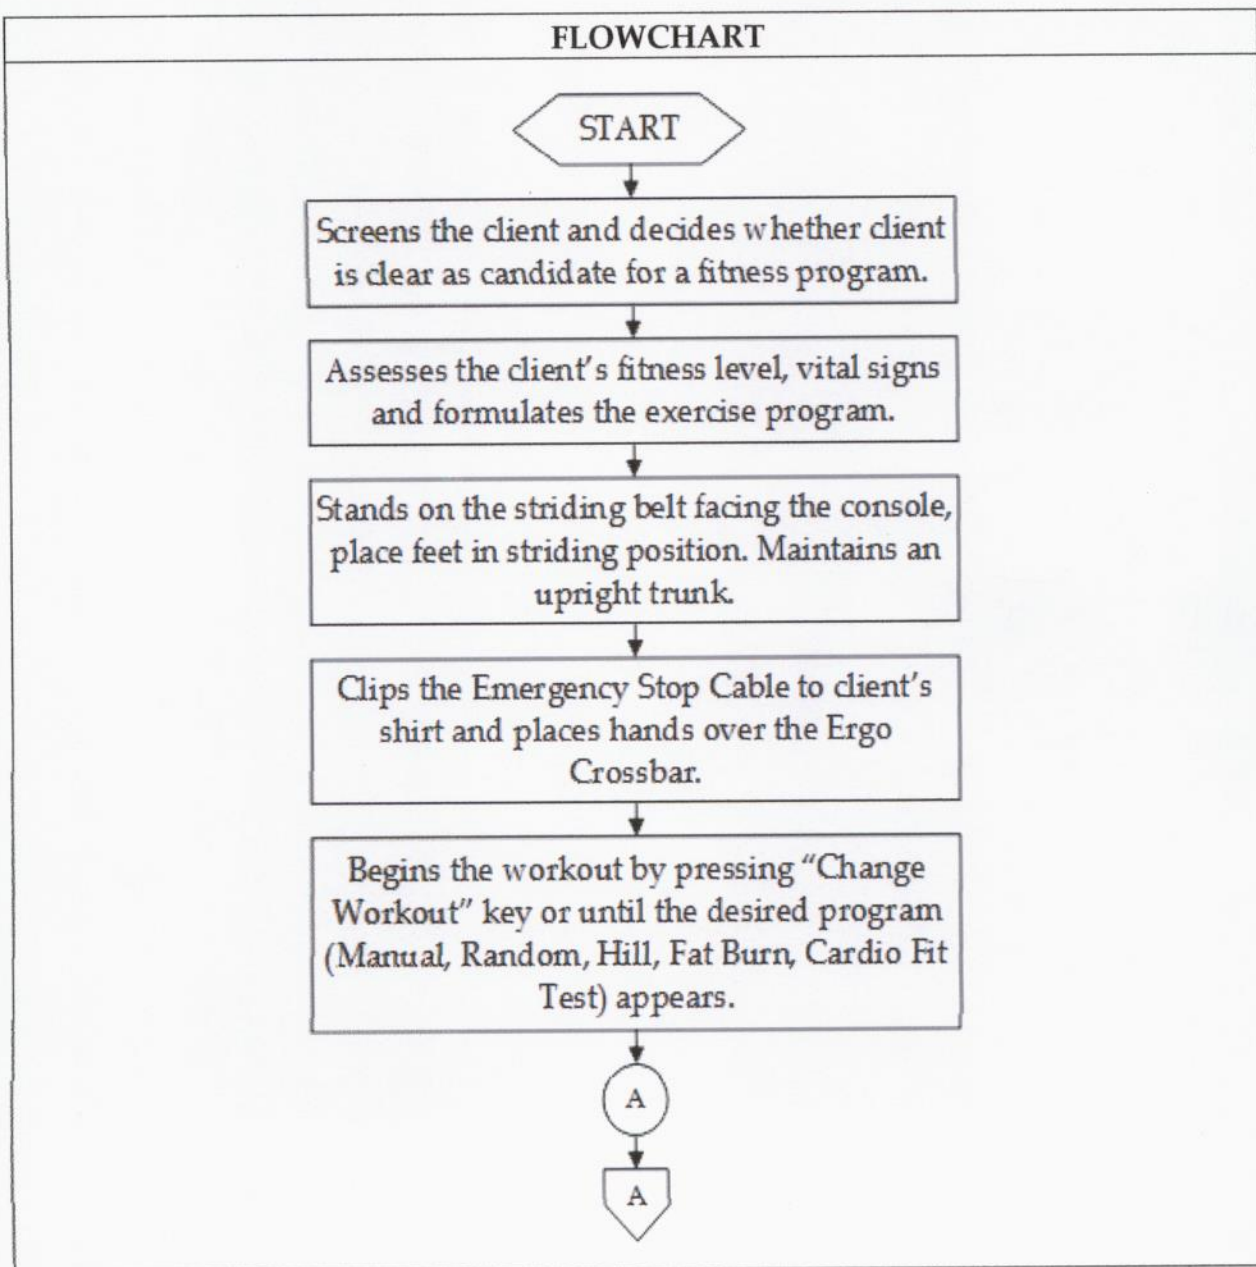 FLOWCHART
START
Screens the client and decides whether client
is clear as candidate for a fitness program.
Assesses the client's fitness level, vital signs
and formulates the exercise program.
Stands on the striding belt facing the console,
place feet in striding position. Maintains an
upright trunk.
Clips the Emergency Stop Cable to client's
shirt and places hands over the Ergo
Crossbar.
Begins the workout by pressing “Change
Workout” key or until the desired program
(Manual, Random, Hill, Fat Burn, Cardio Fit
Test) appears.
A
A